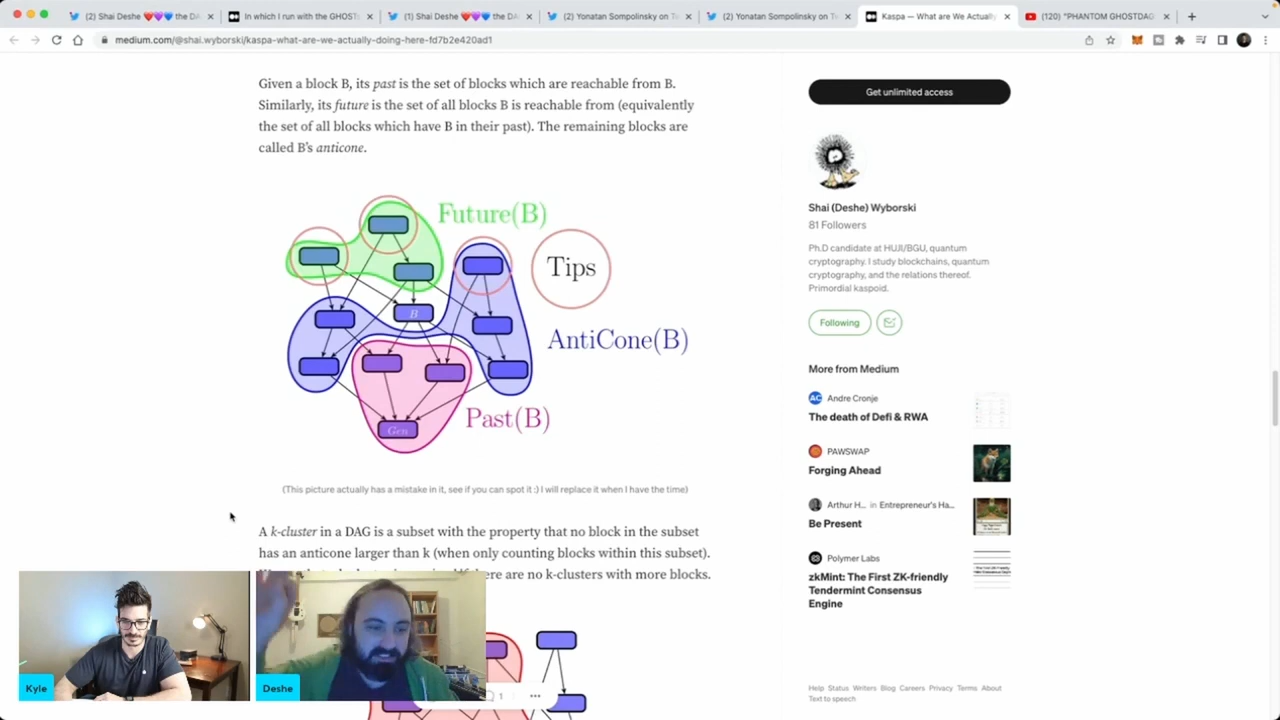 (2) Shai Deshe ❤️❤️💙 the DA
In which I run with the GHOST
(1) Shai Deshe ❤️❤️💙 the DA
(2) Yonatan Sompolinsky on T
(2) Yonatan Sompolinsky on T
Kaspa — What are We Actually
(120) "PHANTOM GHOSTDAG
medium.com/@shai.wyborski/kaspa-what-are-we-actually-doing-here-fd7b2e420ad1
Given a block B, its past is the set of blocks which are reachable from B.
Similarly, its future is the set of all blocks B is reachable from (equivalently
the set of all blocks which have B in their past). The remaining blocks are
called B's anticone.
Future(B)
Tips
B
AntiCone(B)
Past(B)
Gen
(This picture actually has a mistake in it, see if you can spot it :) I will replace it when I have the time)
A k-cluster in a DAG is a subset with the property that no block in the subset
has an anticone larger than k (when only counting blocks within this subset).
here are no k-clusters with more blocks.
1
Kyle
Deshe
Get unlimited access
Shai (Deshe) Wyborski
81 Followers
Ph.D candidate at HUJI/BGU, quantum
cryptography. I study blockchains, quantum
cryptography, and the relations thereof.
Primordial kaspoid.
Following
More from Medium
AC Andre Cronje
The death of Defi & RWA
PAWSWAP
Forging Ahead
Arthur H... in Entrepreneur's Ha...
Be Present
Polymer Labs
zkMint: The First ZK-friendly
Tendermint Consensus
Engine
Help Status Writers Blog Careers Privacy Terms About
Text to speech